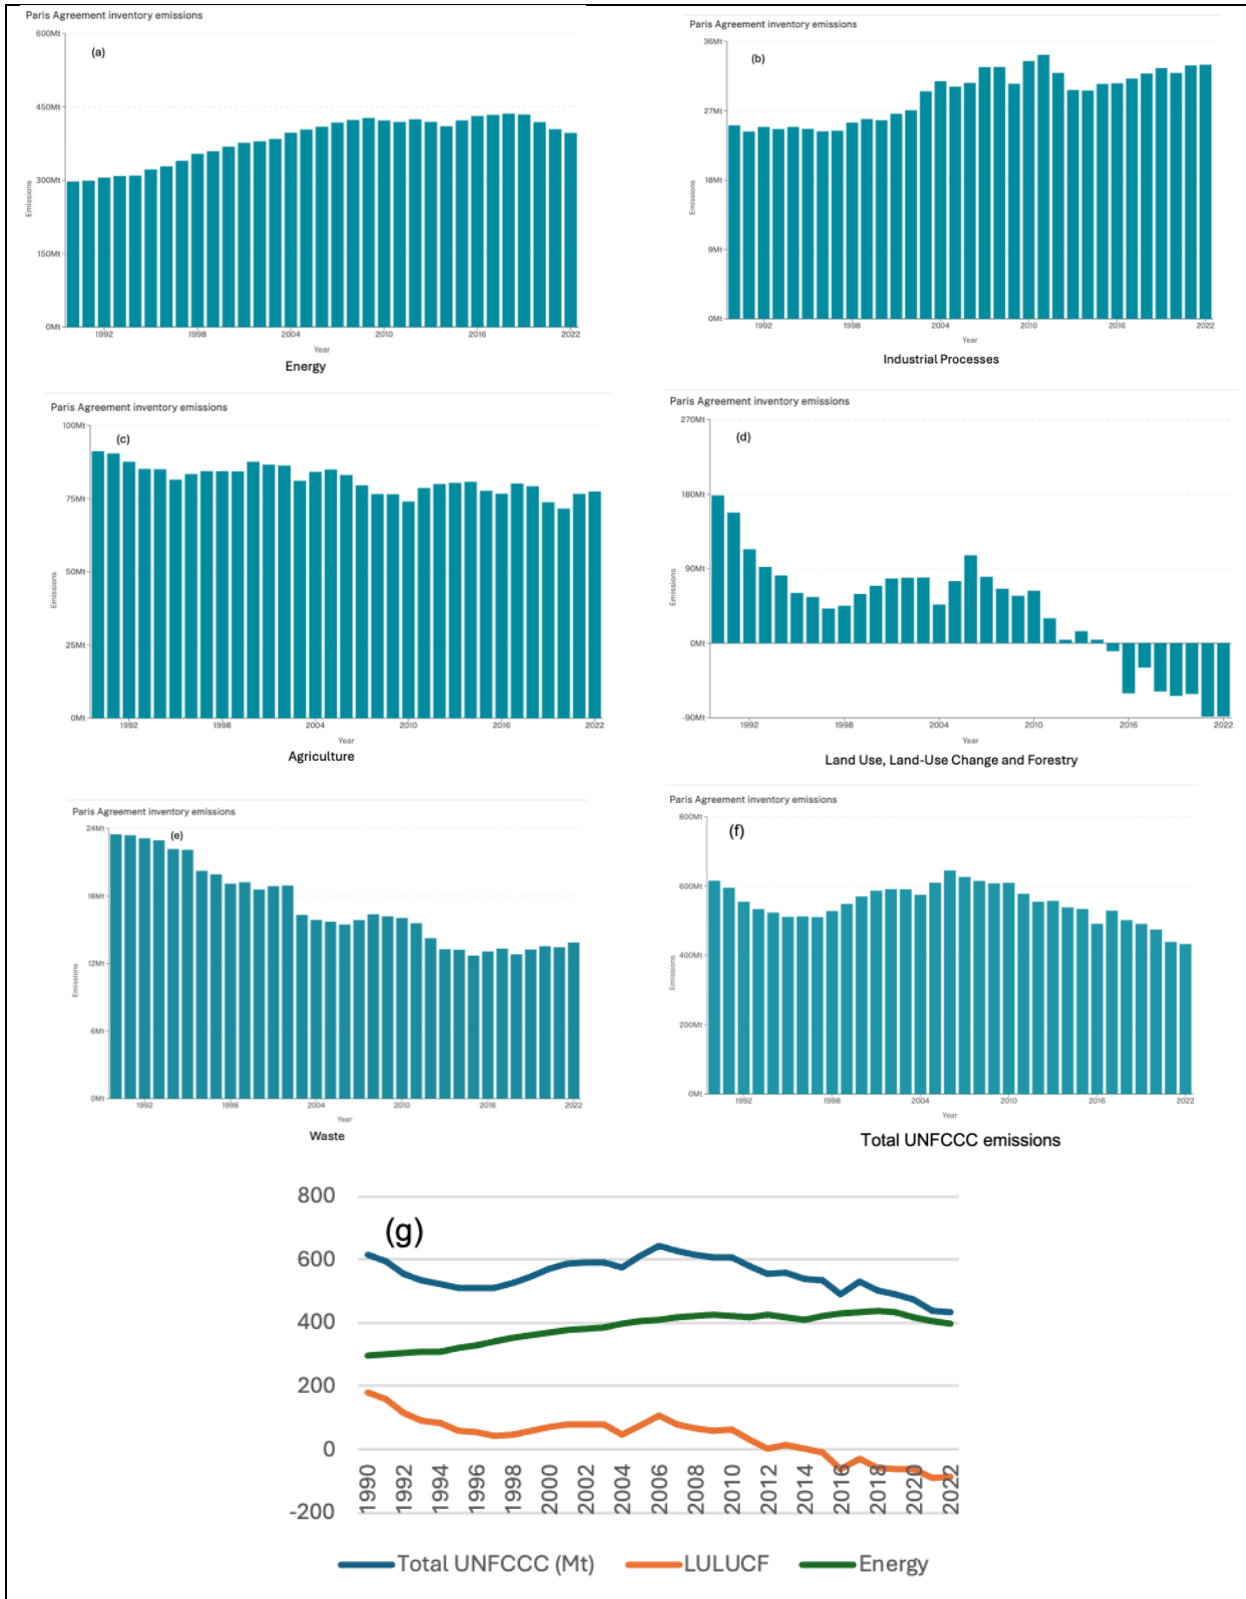 Paris Agreement inventory emissions
600Mt
(a)
450Mt
300Mt
Emissions
150Mt
0Mt
1992 1998 2004 2010 2016 2022
Year
Energy
Paris Agreement inventory emissions
36Mt
(b)
27Mt
18Mt
Emissions
9Mt
0Mt
1992 1998 2004 2010 2016 2022
Year
Industrial Processes
Paris Agreement inventory emissions
100Mt
(c)
75Mt
50Mt
Emissions
25Mt
0Mt
1992 1998 2004 2010 2016 2022
Year
Agriculture
Paris Agreement inventory emissions
270Mt
(d)
180Mt
90Mt
Emissions
0Mt
-90Mt
1992 1998 2004 2010 2016 2022
Year
Land Use, Land-Use Change and Forestry
Paris Agreement inventory emissions
24Mt
(e)
18Mt
12Mt
Emissions
6Mt
0Mt
1992 1998 2004 2010 2016 2022
Year
Waste
Paris Agreement inventory emissions
800Mt
(f)
600Mt
400Mt
Emissions
200Mt
0Mt
1992 1998 2004 2010 2016 2022
Year
Total UNFCCC emissions
800
(g)
600
400
200
0
-200
1990 1992 1994 1996 1998 2000 2002 2004 2006 2008 2010 2012 2014 2016 2018 2020 2022
Total UNFCCC (Mt) LULUCF Energy